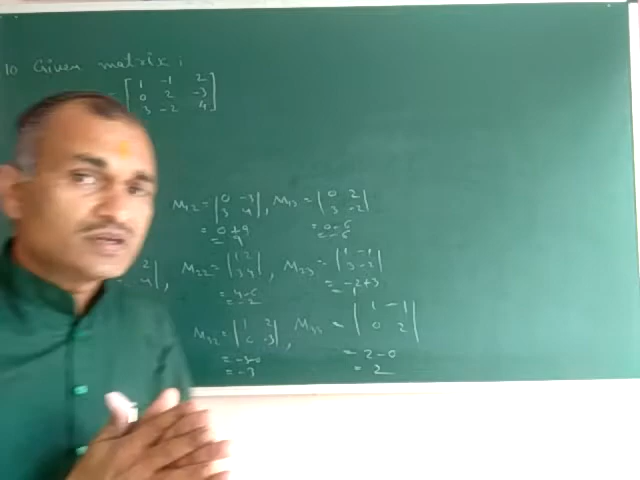 10 Given matrix :
= [ 1 -1 2
0 2 -3
3 -2 4 ]
M12 = | 0 -3 | , M13 = | 0 2 |
| 3 4 | | 3 -2 |
= 0+9 = 0-6
= 9 = -6
2 M22 = | 1 2 | , M23 = | 1 -1 |
4 | , | 3 4 | | 3 -2 |
= 4-6 = -2+3
= -2 = 1
M32 = | 1 2 | , M33 = | 1 -1 |
| 0 -3 | | 0 2 |
= -3-0 = 2-0
= -3 = 2